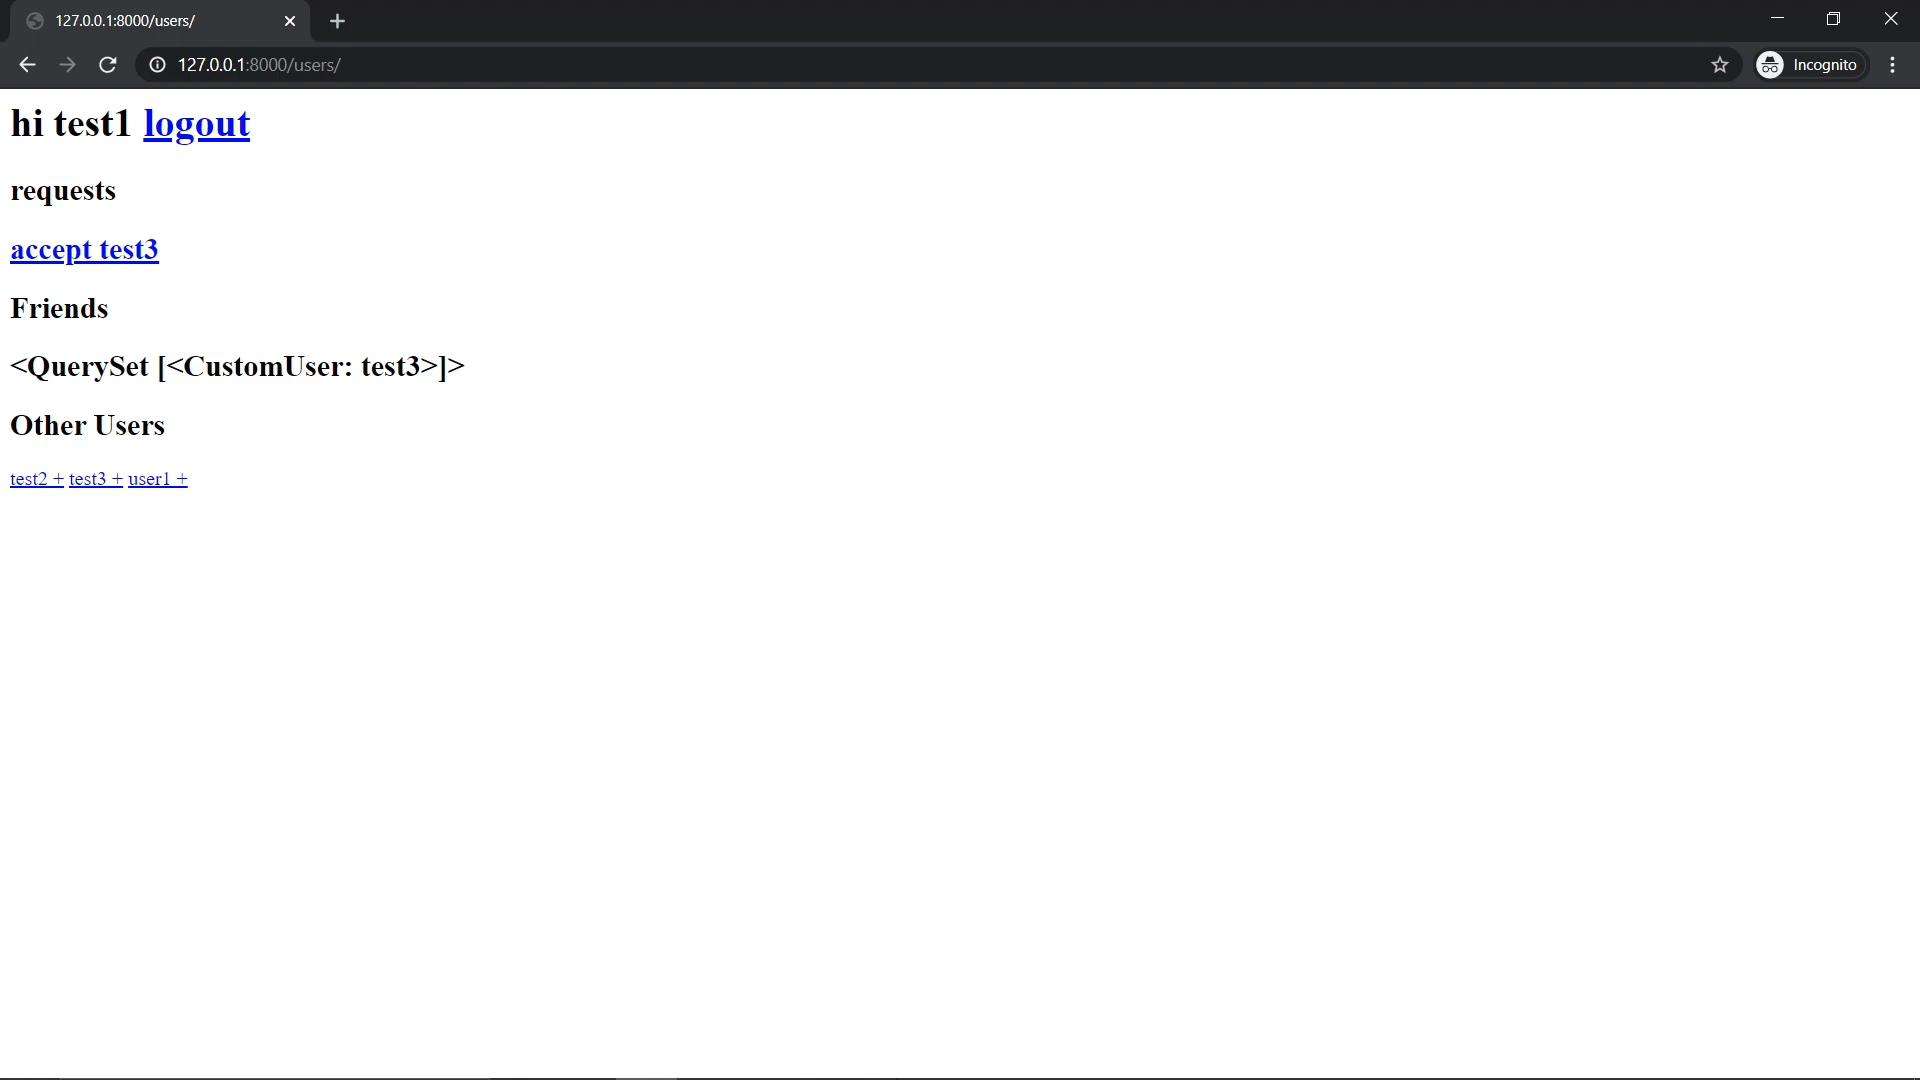 127.0.0.1:8000/users/
127.0.0.1:8000/users/
Incognito
hi test1 logout
requests
accept test3
Friends
<QuerySet [<CustomUser: test3>]>
Other Users
test2 + test3 + user1 +